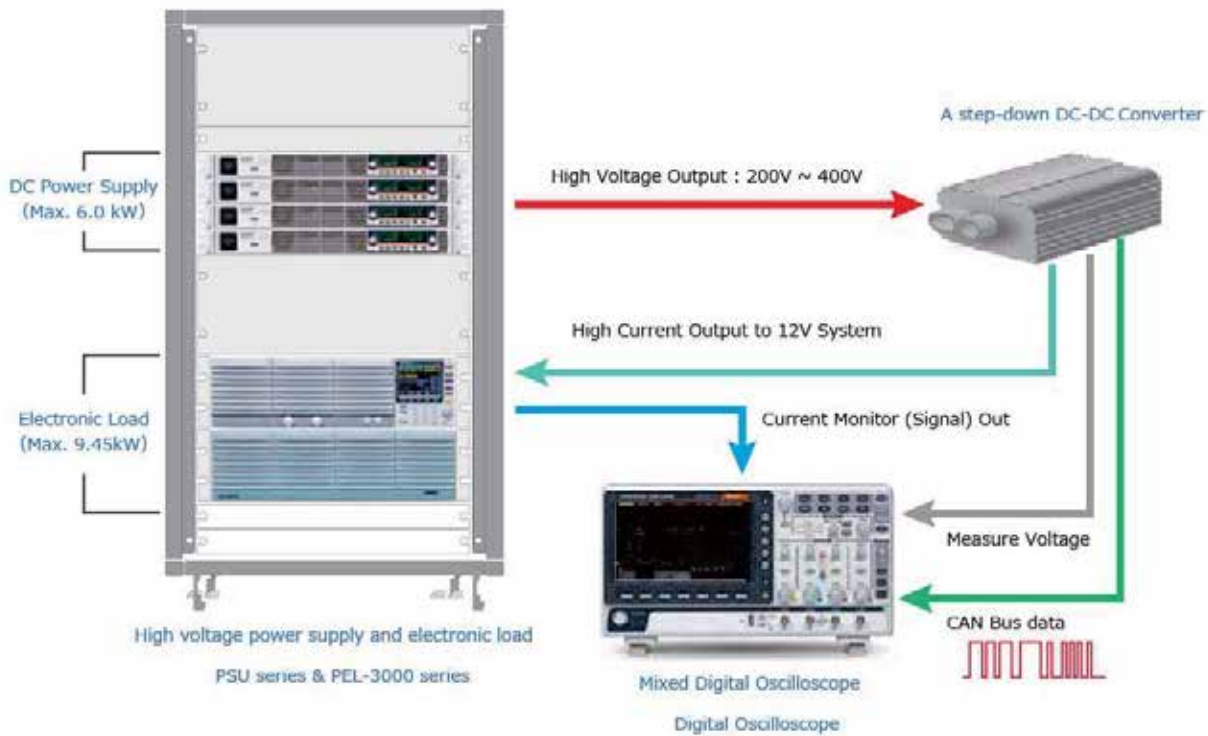 A step-down DC-DC Converter
DC Power Supply
(Max. 6.0 kW)
High Voltage Output : 200V ~ 400V
High Current Output to 12V System
Electronic Load
(Max. 9.45kW)
Current Monitor (Signal) Out
Measure Voltage
CAN Bus data
High voltage power supply and electronic load
PSU series & PEL-3000 series
Mixed Digital Oscilloscope
Digital Oscilloscope